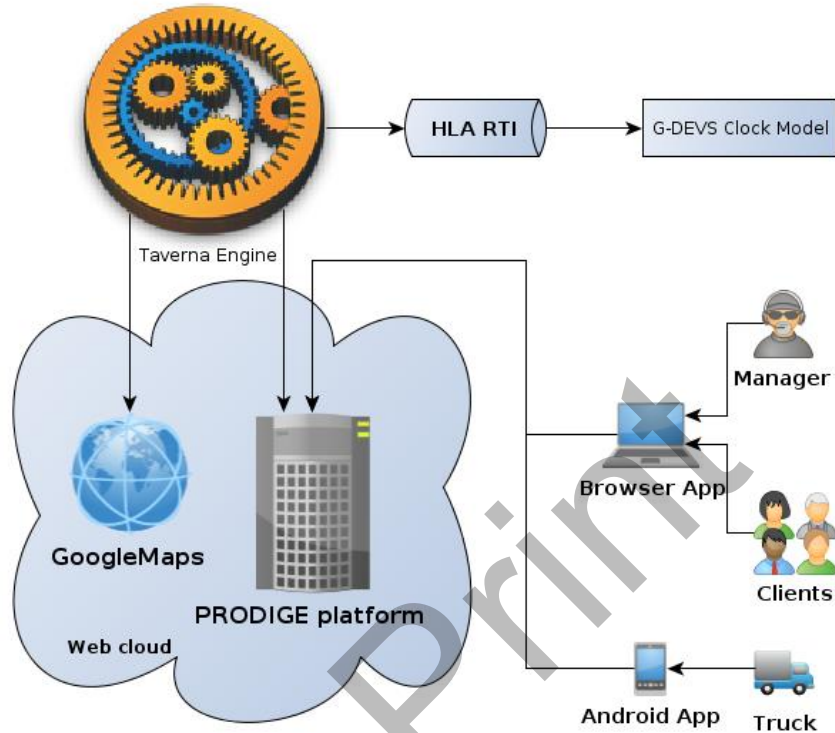 HLA RTI
G-DEVS Clock Model
Taverna Engine
Manager
Browser App
GoogleMaps
Clients
PRODIGE platform
Web cloud
Android App
Truck
Print